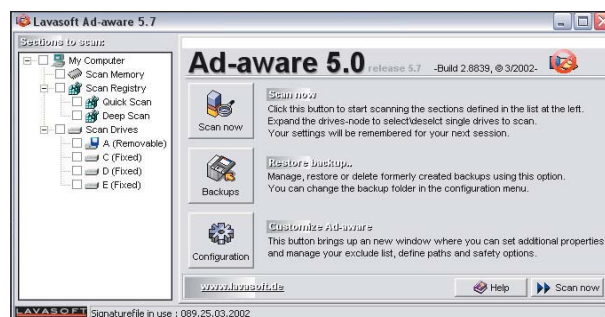 Lavasoft Ad-aware 5.7
Sections to scan:
My Computer
Scan Memory
Scan Registry
Quick Scan
Deep Scan
Scan Drives
A (Removable)
C (Fixed)
D (Fixed)
E (Fixed)
Ad-aware 5.0 release 5.7 -Build 2.8839, © 3/2002-
Scan now
Scan now
Click this button to start scanning the sections defined in the list at the left.
Expand the drives-node to select\deselct single drives to scan.
Your settings will be remembered for your next session.
Backups
Restore backup..
Manage, restore or delete formerly created backups using this option.
You can change the backup folder in the configuration menu.
Configuration
Customize Ad-aware
This button brings up an new window where you can set additional properties
and manage your exclude list, define paths and safety options.
www.lavasoft.de
Help
Scan now
LAVASOFT Signaturefile in use : 089.25.03.2002